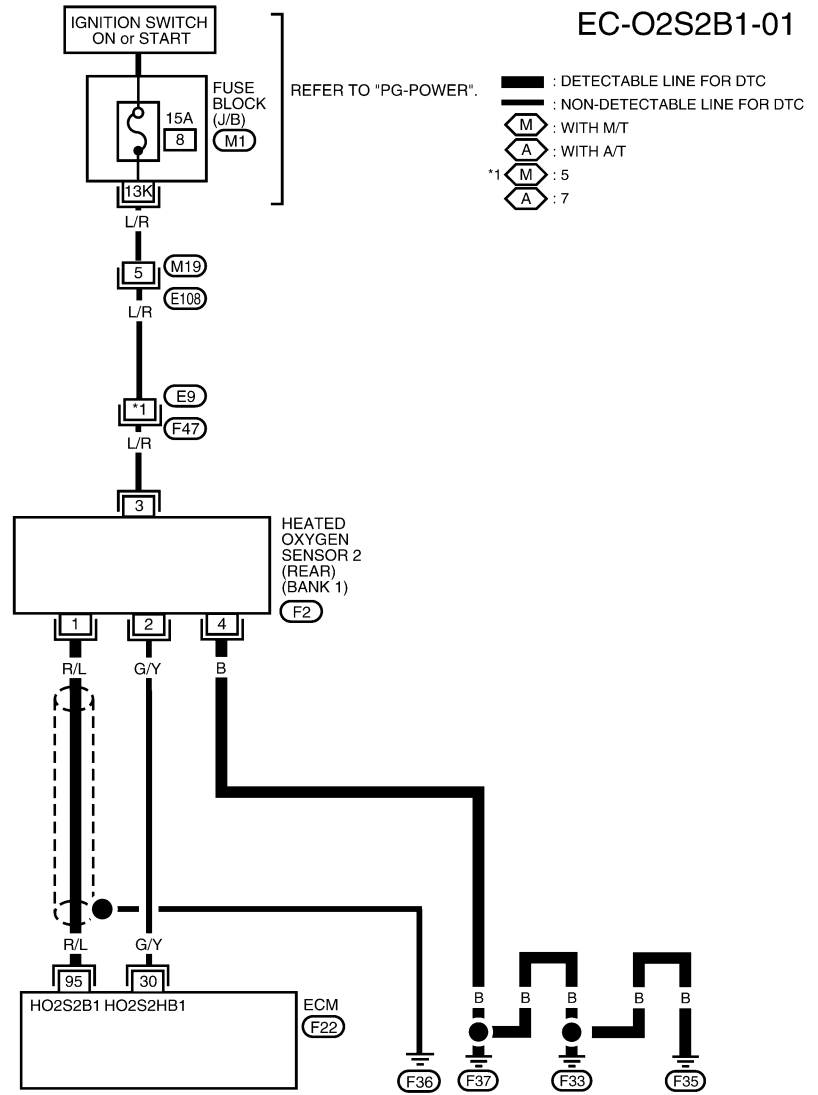 IGNITION SWITCH
ON or START
EC-O2S2B1-01
FUSE
BLOCK
(J/B)
M1
15A
8
REFER TO "PG-POWER".
: DETECTABLE LINE FOR DTC
: NON-DETECTABLE LINE FOR DTC
M : WITH M/T
A : WITH A/T
*1 M : 5
A : 7
13K
L/R
5
M19
E108
L/R
*1
E9
F47
L/R
3
HEATED
OXYGEN
SENSOR 2
(REAR)
(BANK 1)
F2
1 2 4
R/L G/Y B
R/L G/Y
95 30
HO2S2B1 HO2S2HB1
ECM
F22
B B B B B
F36 F37 F33 F35